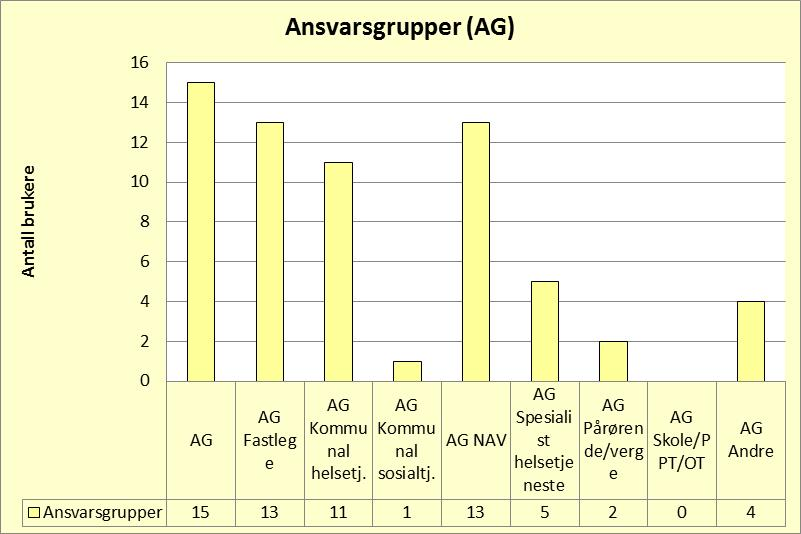 Ansvarsgrupper (AG)
Antall brukere
16
14
12
10
8
6
4
2
0
AG
AG
Fastleg
e
AG
Kommu
nal
helsetj.
AG
Kommu
nal
sosialtj.
AG NAV
AG
Spesiali
st
helsetje
neste
AG
Pårøren
de/verg
e
AG
Skole/P
PT/OT
AG
Andre
Ansvarsgrupper 15 13 11 1 13 5 2 0 4